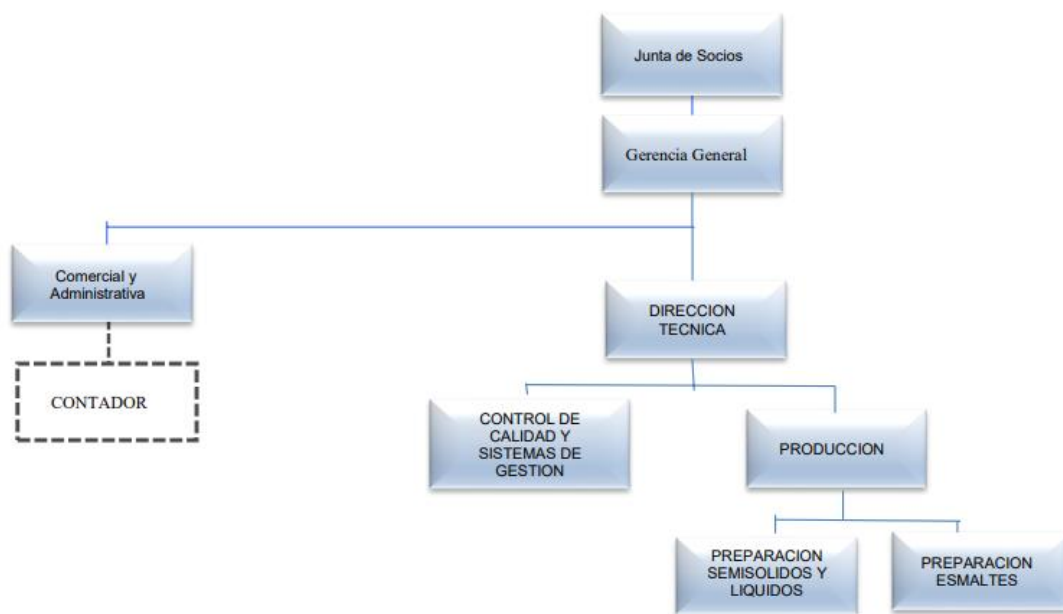 Junta de Socios
Gerencia General
Comercial y
Administrativa
DIRECCION
TECNICA
CONTADOR
CONTROL DE
CALIDAD Y
SISTEMAS DE
GESTION
PRODUCCION
PREPARACION
SEMISOLIDOS Y
LIQUIDOS
PREPARACION
ESMALTES